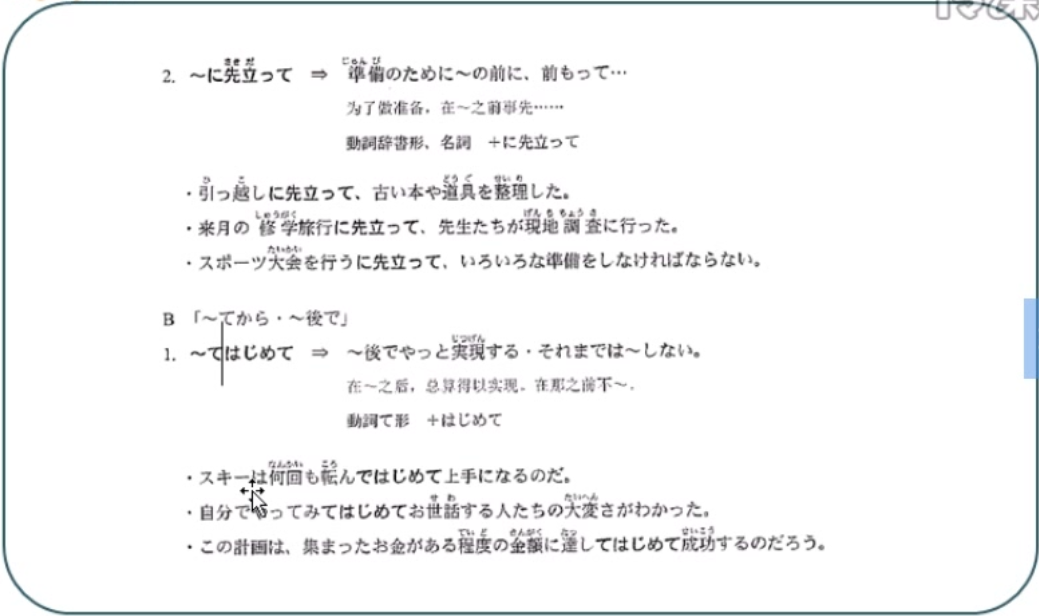 2. ～に先立って ⇒ 準備のために～の前に、前もって…
为了做准备，在～之前事先……
動詞辞書形、名詞 ＋に先立って
・引っ越しに先立って、古い本や道具を整理した。
・来月の修学旅行に先立って、先生たちが現地調査に行った。
・スポーツ大会を行うに先立って、いろいろな準備をしなければならない。
B 「～てから・～後で」
1. ～てはじめて ⇒ ～後でやっと実現する・それまでは～しない。
在～之后，总算得以实现。在那之前不～.
動詞て形 ＋はじめて
・スキーは何回も転んではじめて上手になるのだ。
・自分でやってみてはじめてお世話する人たちの大変さがわかった。
・この計画は、集まったお金がある程度の金額に達してはじめて成功するのだろう。